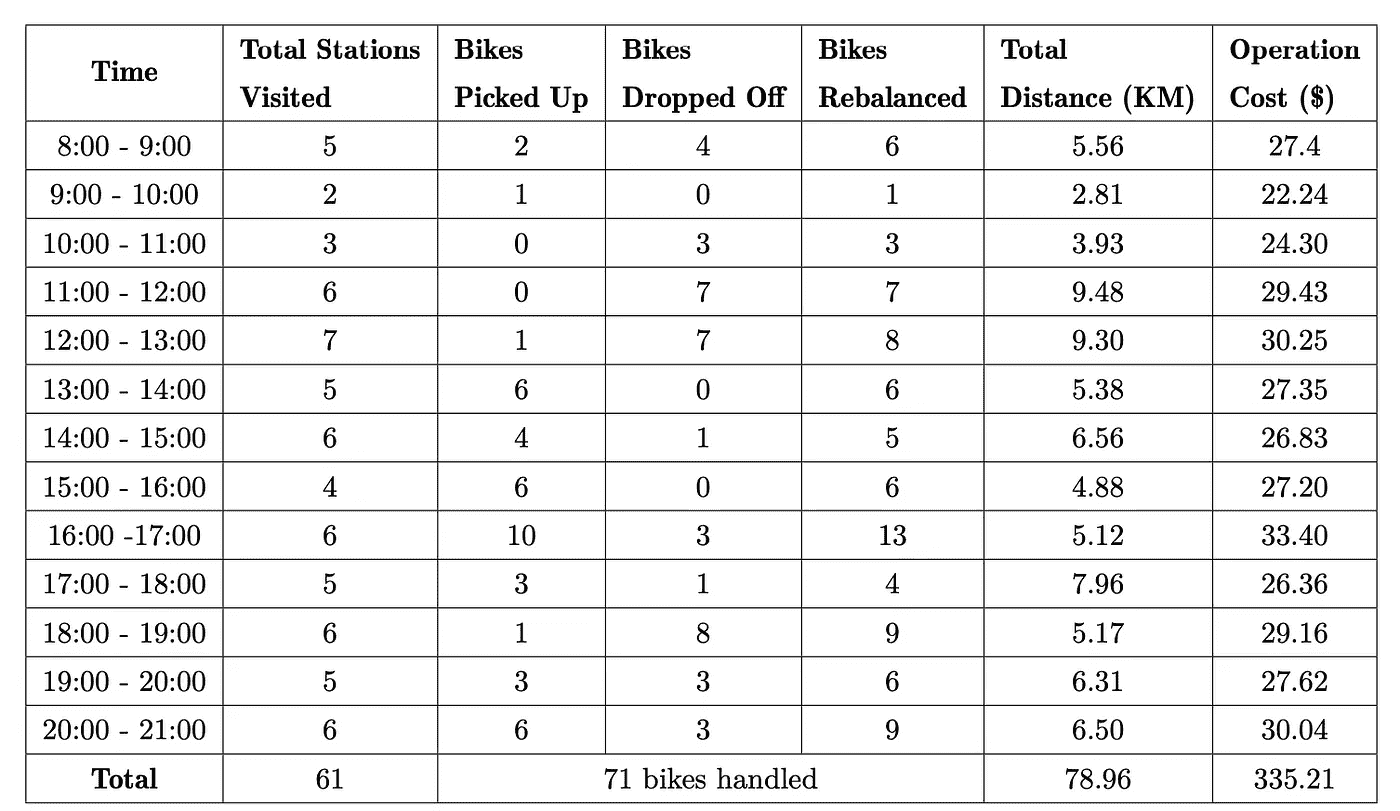 Time Total Stations Visited Bikes Picked Up Bikes Dropped Off Bikes Rebalanced Total Distance (KM) Operation Cost ($)
8:00 - 9:00 5 2 4 6 5.56 27.4
9:00 - 10:00 2 1 0 1 2.81 22.24
10:00 - 11:00 3 0 3 3 3.93 24.30
11:00 - 12:00 6 0 7 7 9.48 29.43
12:00 - 13:00 7 1 7 8 9.30 30.25
13:00 - 14:00 5 6 0 6 5.38 27.35
14:00 - 15:00 6 4 1 5 6.56 26.83
15:00 - 16:00 4 6 0 6 4.88 27.20
16:00 -17:00 6 10 3 13 5.12 33.40
17:00 - 18:00 5 3 1 4 7.96 26.36
18:00 - 19:00 6 1 8 9 5.17 29.16
19:00 - 20:00 5 3 3 6 6.31 27.62
20:00 - 21:00 6 6 3 9 6.50 30.04
Total 61 71 bikes handled 78.96 335.21